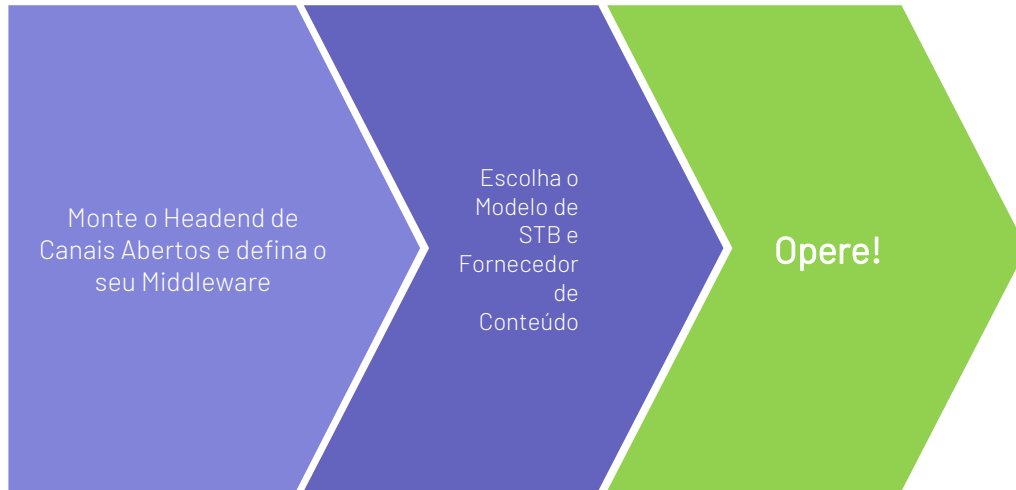 Monte o Headend de
Canais Abertos e defina o
seu Middleware
Escolha o
Modelo de
STB e
Fornecedor
de
Conteúdo
Opere!